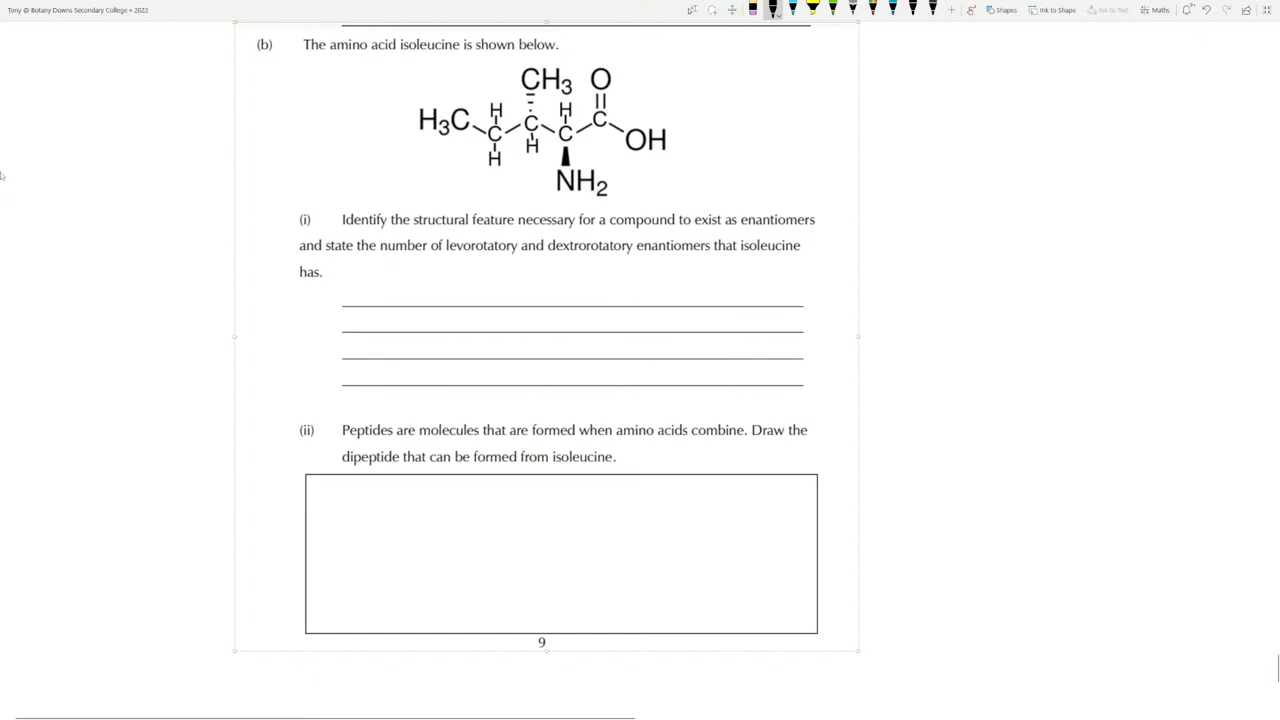 Tony @ Botany Downs Secondary College • 2022
Shapes
Ink to Shape
Ink to Text
Maths
(b) The amino acid isoleucine is shown below.
CH3 O
H H
H3C C C C C
H H OH
NH2
(i) Identify the structural feature necessary for a compound to exist as enantiomers
and state the number of levorotatory and dextrorotatory enantiomers that isoleucine
has.
(ii) Peptides are molecules that are formed when amino acids combine. Draw the
dipeptide that can be formed from isoleucine.
9